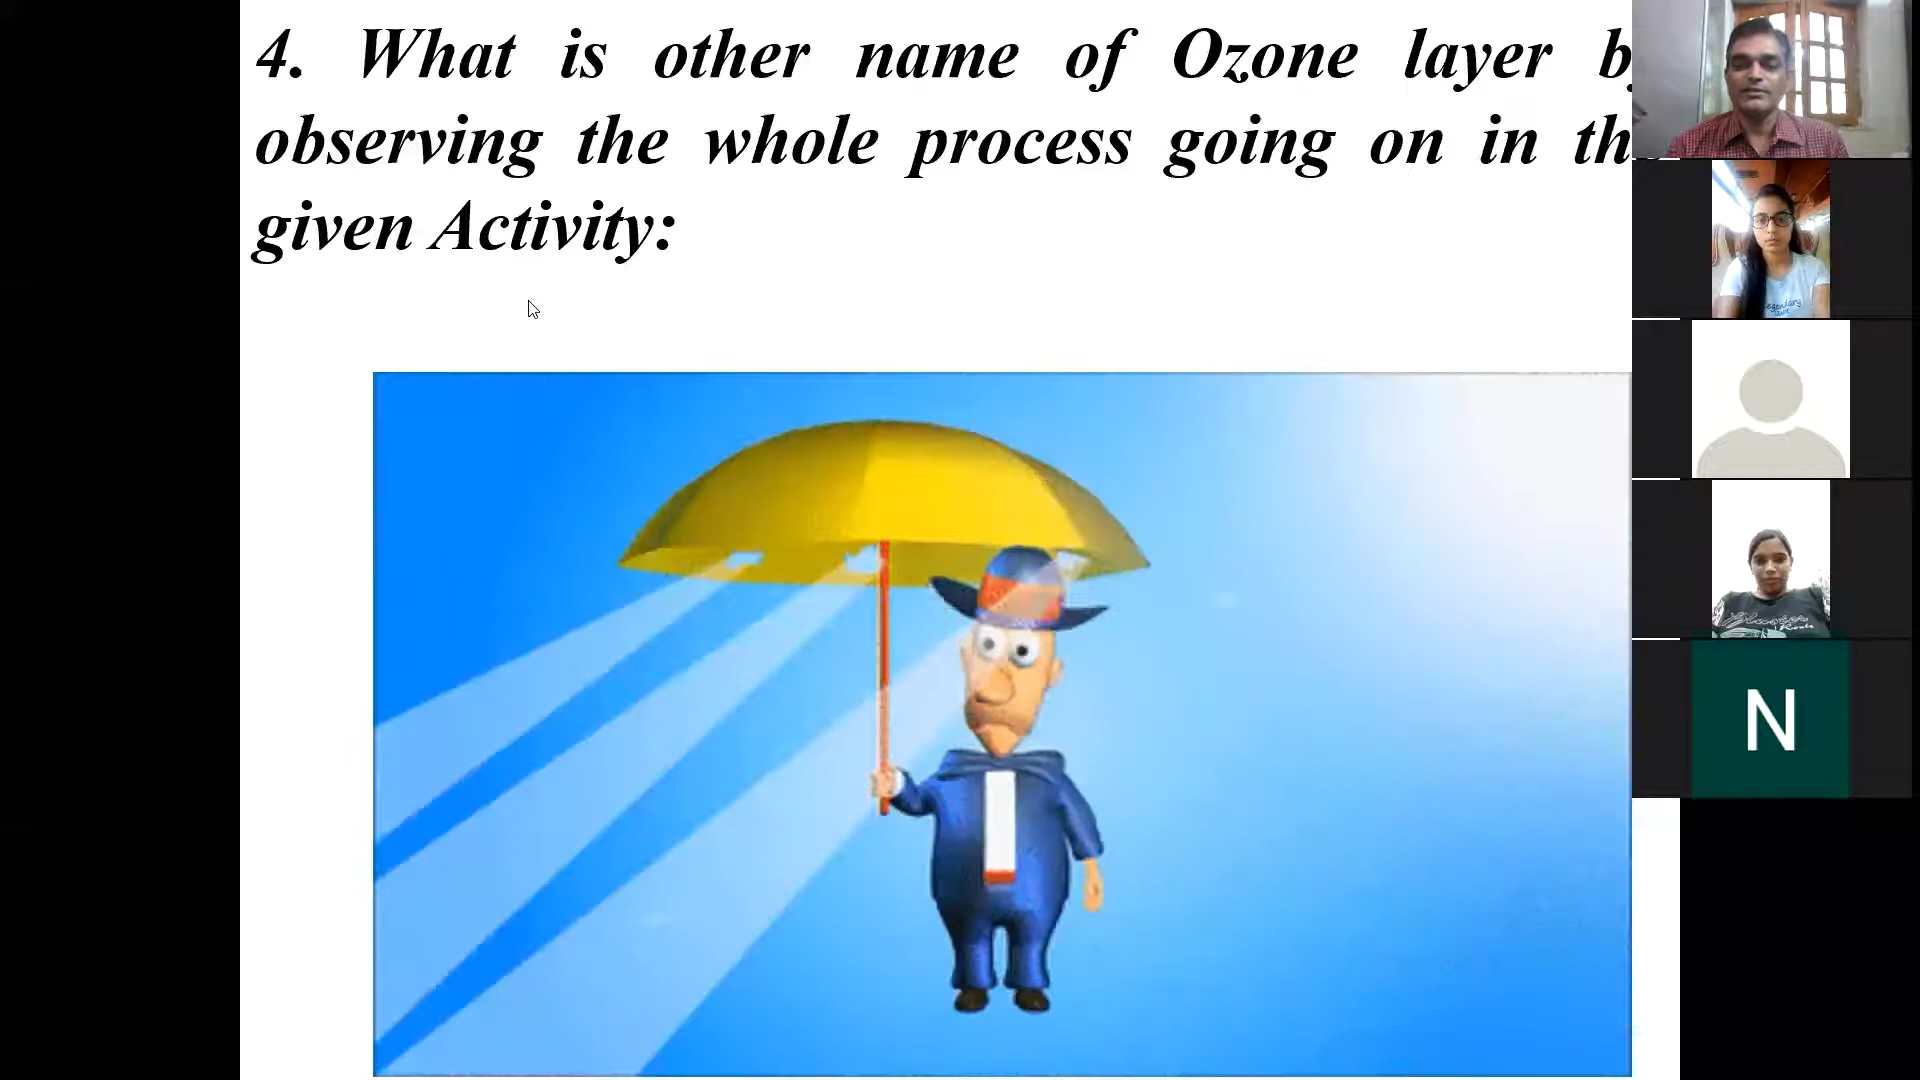 4. What is other name of Ozone layer
observing the whole process going on in
given Activity:
N